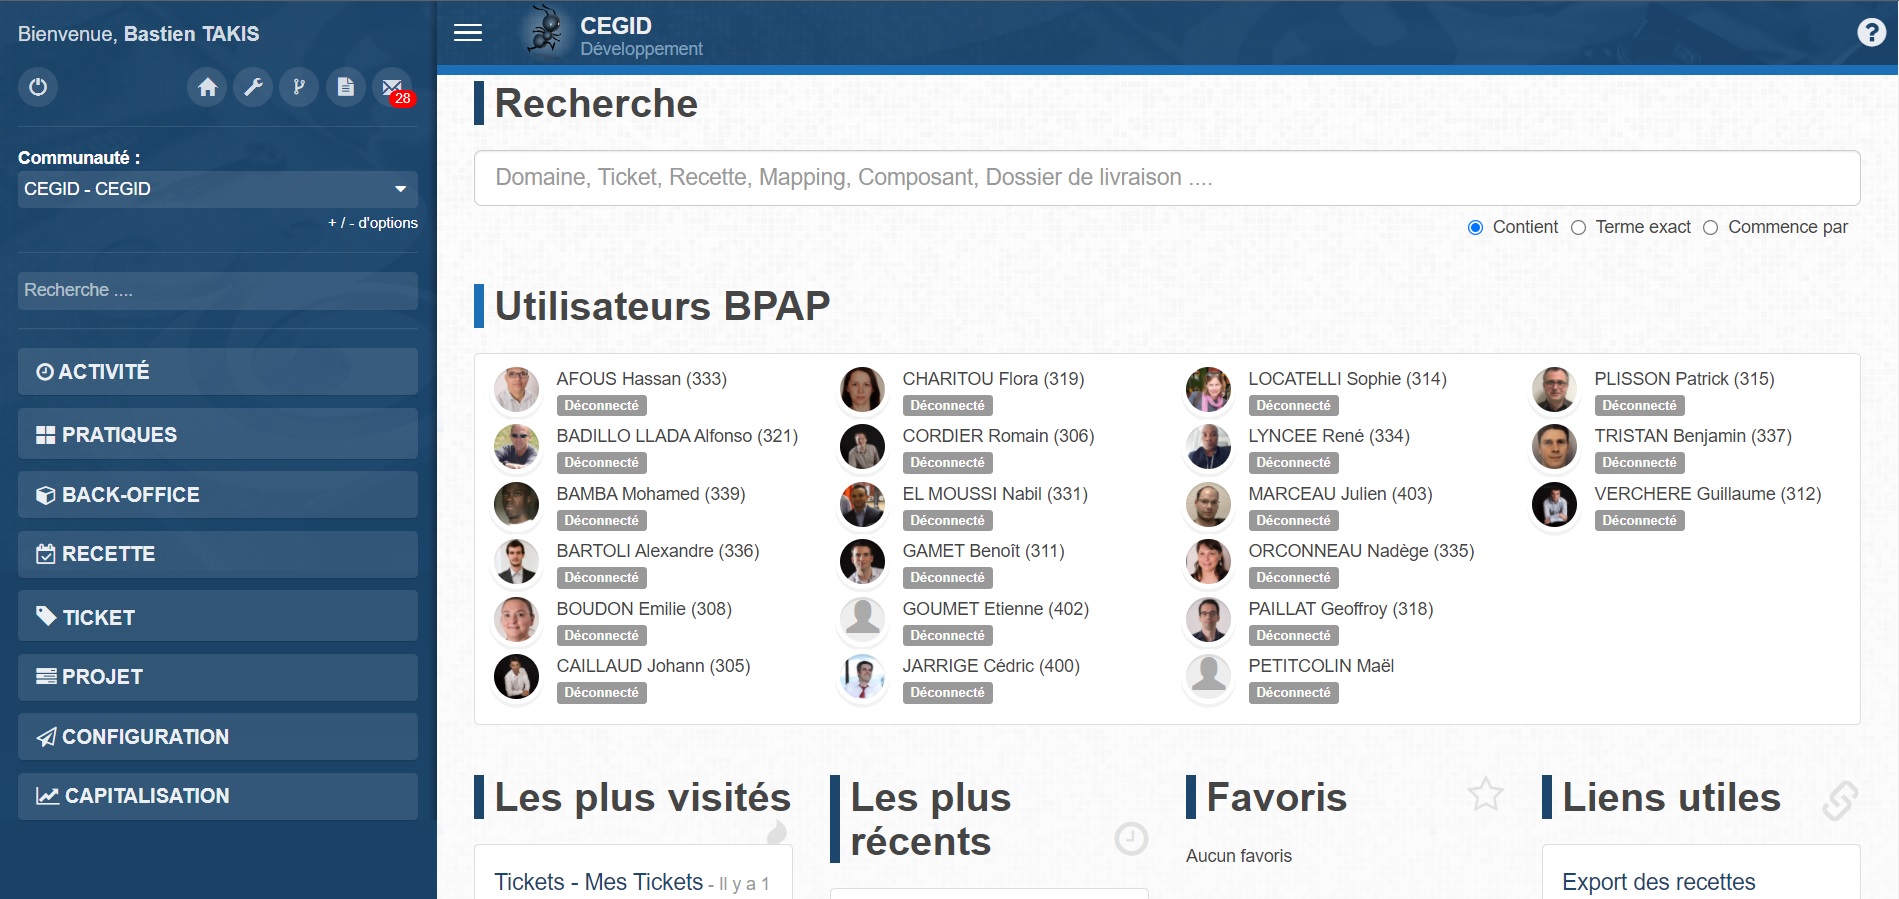 Bienvenue, Bastien TAKIS
28
Communauté :
CEGID - CEGID
+ / - d'options
Recherche ....
ACTIVITÉ
PRATIQUES
BACK-OFFICE
RECETTE
TICKET
PROJET
CONFIGURATION
CAPITALISATION
CEGID
Développement
?
Recherche
Domaine, Ticket, Recette, Mapping, Composant, Dossier de livraison ....
Contient Terme exact Commence par
Utilisateurs BPAP
AFOUS Hassan (333)
Déconnecté
BADILLO LLADA Alfonso (321)
Déconnecté
BAMBA Mohamed (339)
Déconnecté
BARTOLI Alexandre (336)
Déconnecté
BOUDON Emilie (308)
Déconnecté
CAILLAUD Johann (305)
Déconnecté
CHARITOU Flora (319)
Déconnecté
CORDIER Romain (306)
Déconnecté
EL MOUSSI Nabil (331)
Déconnecté
GAMET Benoît (311)
Déconnecté
GOUMET Etienne (402)
Déconnecté
JARRIGE Cédric (400)
Déconnecté
LOCATELLI Sophie (314)
Déconnecté
LYNCEE René (334)
Déconnecté
MARCEAU Julien (403)
Déconnecté
ORCONNEAU Nadège (335)
Déconnecté
PAILLAT Geoffroy (318)
Déconnecté
PETITCOLIN Maël
Déconnecté
PLISSON Patrick (315)
Déconnecté
TRISTAN Benjamin (337)
Déconnecté
VERCHERE Guillaume (312)
Déconnecté
Les plus visités
Tickets - Mes Tickets - Il y a 1
Les plus
récents
Favoris
Aucun favoris
Liens utiles
Export des recettes